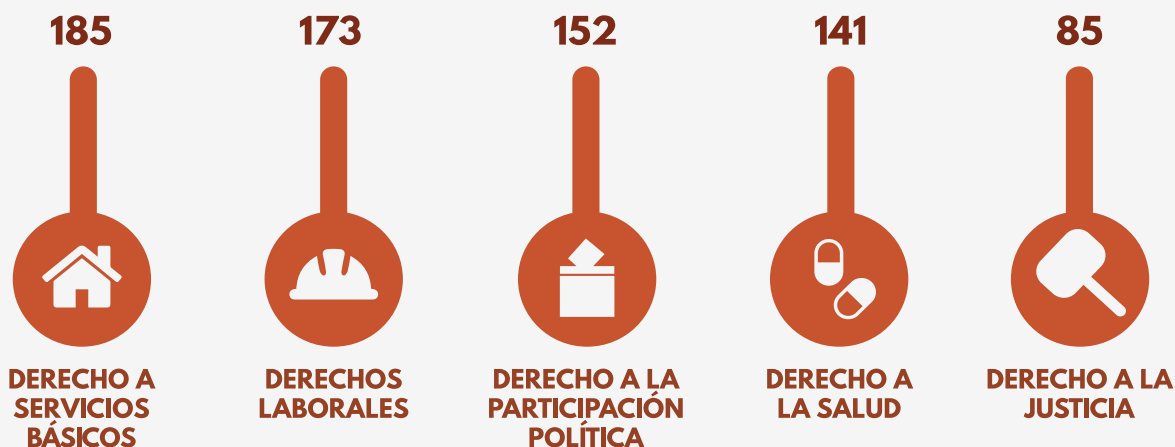 185
DERECHO A
SERVICIOS
BÁSICOS
173
DERECHOS
LABORALES
152
DERECHO A LA
PARTICIPACIÓN
POLÍTICA
141
DERECHO A
LA SALUD
85
DERECHO A LA
JUSTICIA